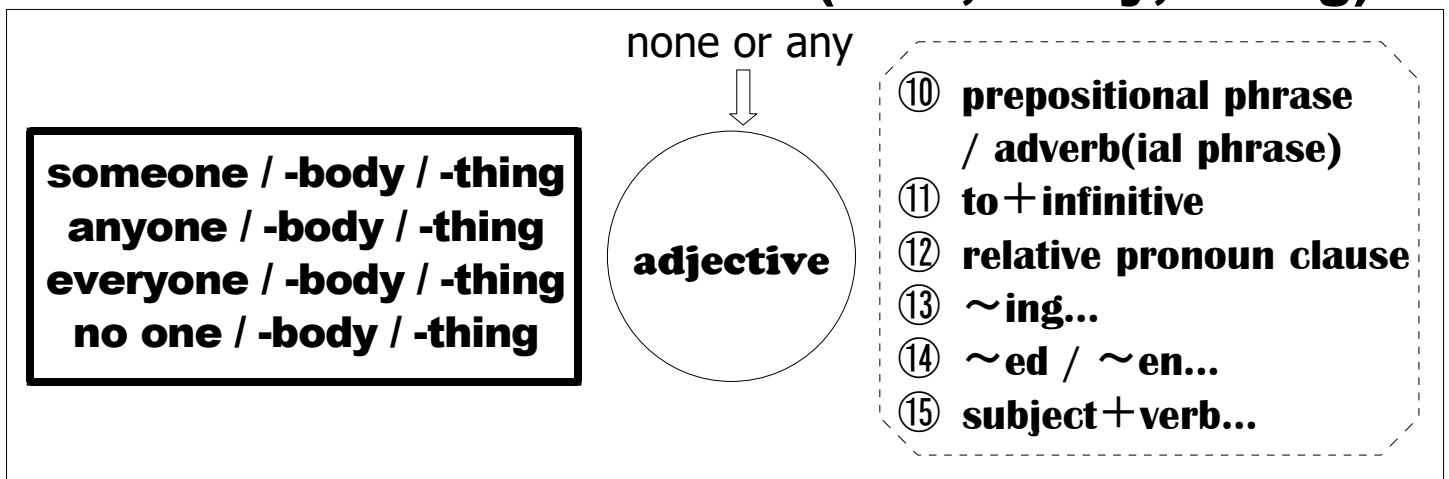 none or any
someone / -body / -thing
anyone / -body / -thing
everyone / -body / -thing
no one / -body / -thing
adjective
⑩ prepositional phrase
/ adverb(ial phrase)
⑪ to+infinitive
⑫ relative pronoun clause
⑬ ~ing...
⑭ ~ed / ~en...
⑮ subject+verb...